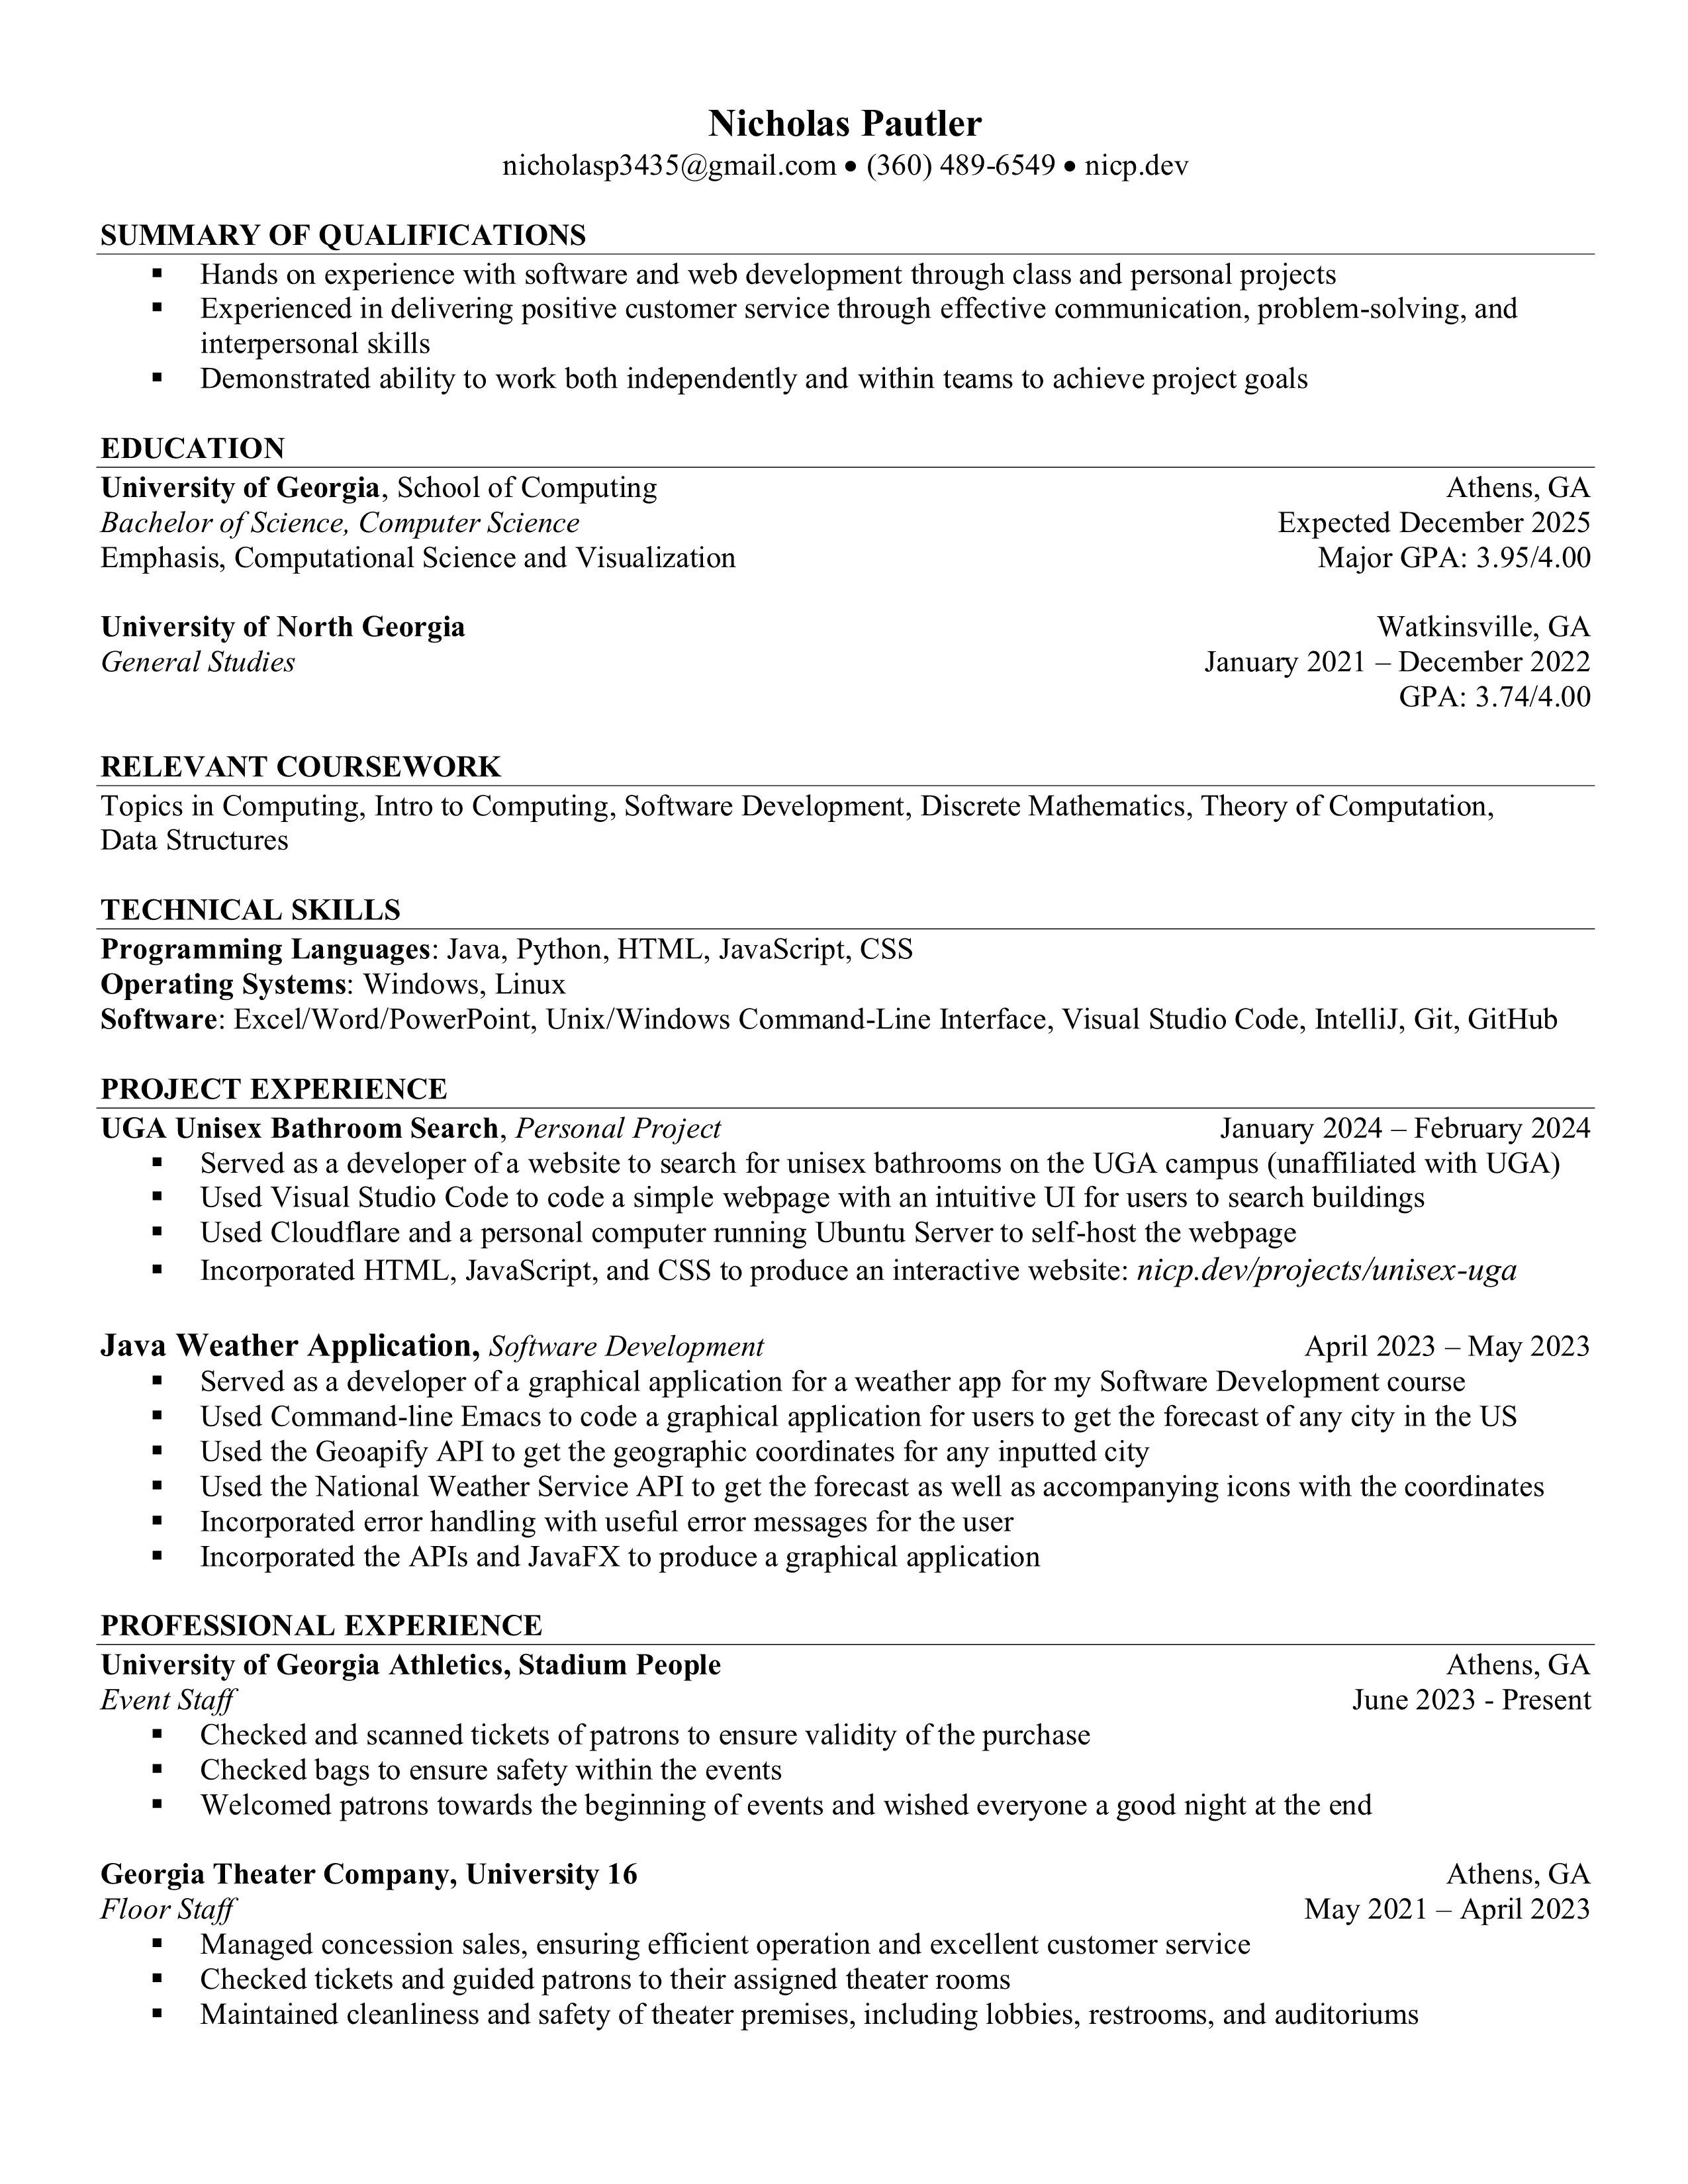 Nicholas Pautler
nicholasp3435@gmail.com • (360) 489-6549 • nicp.dev
SUMMARY OF QUALIFICATIONS
▪ Hands on experience with software and web development through class and personal projects
▪ Experienced in delivering positive customer service through effective communication, problem-solving, and
interpersonal skills
▪ Demonstrated ability to work both independently and within teams to achieve project goals
EDUCATION
University of Georgia, School of Computing Athens, GA
Bachelor of Science, Computer Science Expected December 2025
Emphasis, Computational Science and Visualization Major GPA: 3.95/4.00
University of North Georgia Watkinsville, GA
General Studies January 2021 – December 2022
GPA: 3.74/4.00
RELEVANT COURSEWORK
Topics in Computing, Intro to Computing, Software Development, Discrete Mathematics, Theory of Computation,
Data Structures
TECHNICAL SKILLS
Programming Languages: Java, Python, HTML, JavaScript, CSS
Operating Systems: Windows, Linux
Software: Excel/Word/PowerPoint, Unix/Windows Command-Line Interface, Visual Studio Code, IntelliJ, Git, GitHub
PROJECT EXPERIENCE
UGA Unisex Bathroom Search, Personal Project January 2024 – February 2024
▪ Served as a developer of a website to search for unisex bathrooms on the UGA campus (unaffiliated with UGA)
▪ Used Visual Studio Code to code a simple webpage with an intuitive UI for users to search buildings
▪ Used Cloudflare and a personal computer running Ubuntu Server to self-host the webpage
▪ Incorporated HTML, JavaScript, and CSS to produce an interactive website: nicp.dev/projects/unisex-uga
Java Weather Application, Software Development April 2023 – May 2023
▪ Served as a developer of a graphical application for a weather app for my Software Development course
▪ Used Command-line Emacs to code a graphical application for users to get the forecast of any city in the US
▪ Used the Geoapify API to get the geographic coordinates for any inputted city
▪ Used the National Weather Service API to get the forecast as well as accompanying icons with the coordinates
▪ Incorporated error handling with useful error messages for the user
▪ Incorporated the APIs and JavaFX to produce a graphical application
PROFESSIONAL EXPERIENCE
University of Georgia Athletics, Stadium People Athens, GA
Event Staff June 2023 - Present
▪ Checked and scanned tickets of patrons to ensure validity of the purchase
▪ Checked bags to ensure safety within the events
▪ Welcomed patrons towards the beginning of events and wished everyone a good night at the end
Georgia Theater Company, University 16 Athens, GA
Floor Staff May 2021 – April 2023
▪ Managed concession sales, ensuring efficient operation and excellent customer service
▪ Checked tickets and guided patrons to their assigned theater rooms
▪ Maintained cleanliness and safety of theater premises, including lobbies, restrooms, and auditoriums